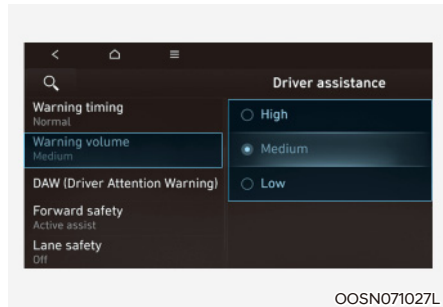 Driver assistance
Warning timing
Normal
Warning volume
Medium
DAW (Driver Attention Warning)
Forward safety
Active assist
Lane safety
Off
High
Medium
Low
OOSN071027L